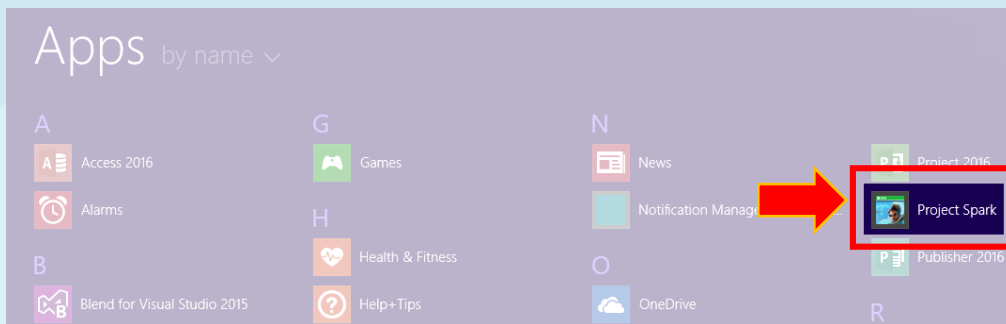 Apps by name
A
Access 2016
Alarms
B
Blend for Visual Studio 2015
G
Games
H
Health & Fitness
Help+Tips
N
News
Notification Manage
O
OneDrive
Project 2016
Project Spark
Publisher 2016
R